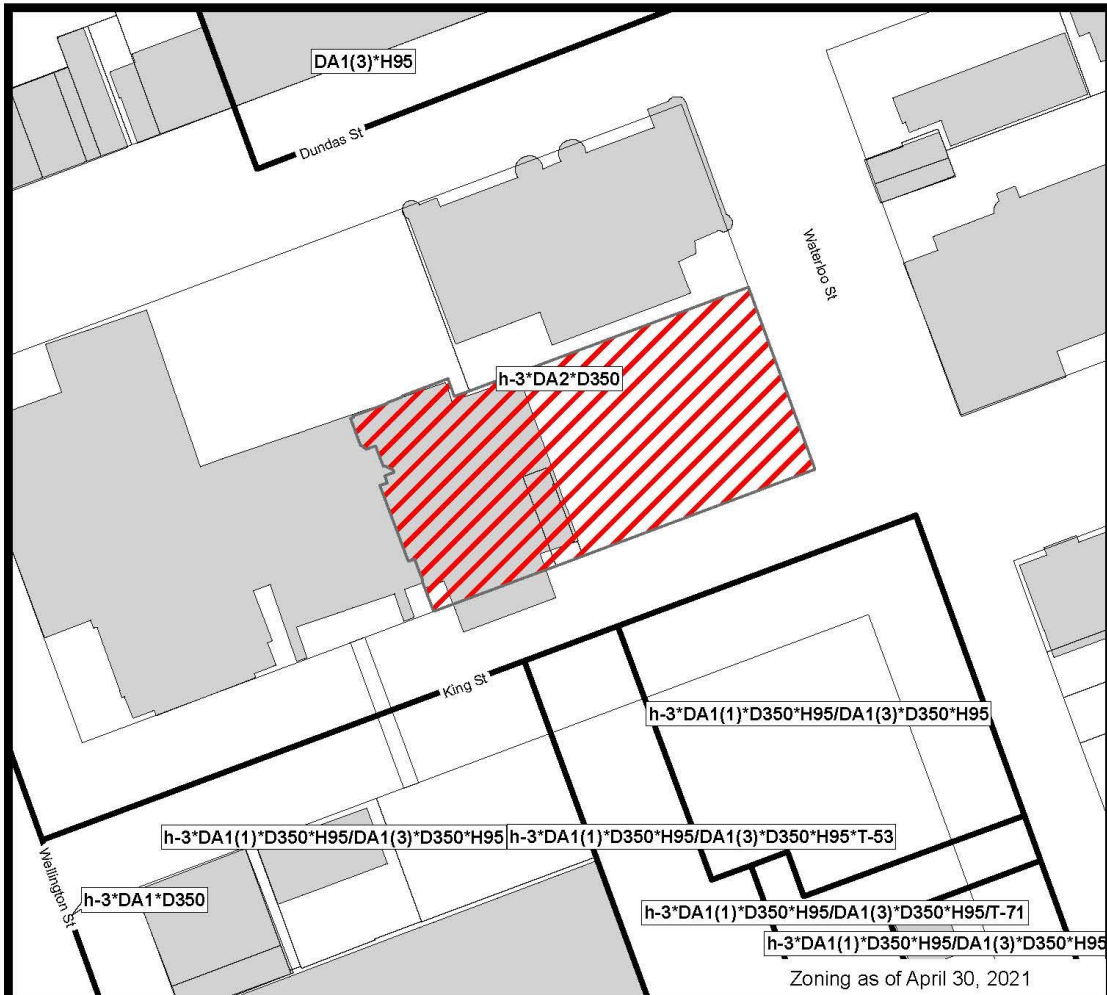 DA1(3)*H95
Dundas St
Waterloo St
h-3*DA2*D350
King St
h-3*DA1(1)*D350*H95/DA1(3)*D350*H95
h-3*DA1(1)*D350*H95/DA1(3)*D350*H95
h-3*DA1(1)*D350*H95/DA1(3)*D350*H95*T-53
Wellington St
h-3*DA1*D350
h-3*DA1(1)*D350*H95/DA1(3)*D350*H95/T-71
h-3*DA1(1)*D350*H95/DA1(3)*D350*H95
Zoning as of April 30, 2021